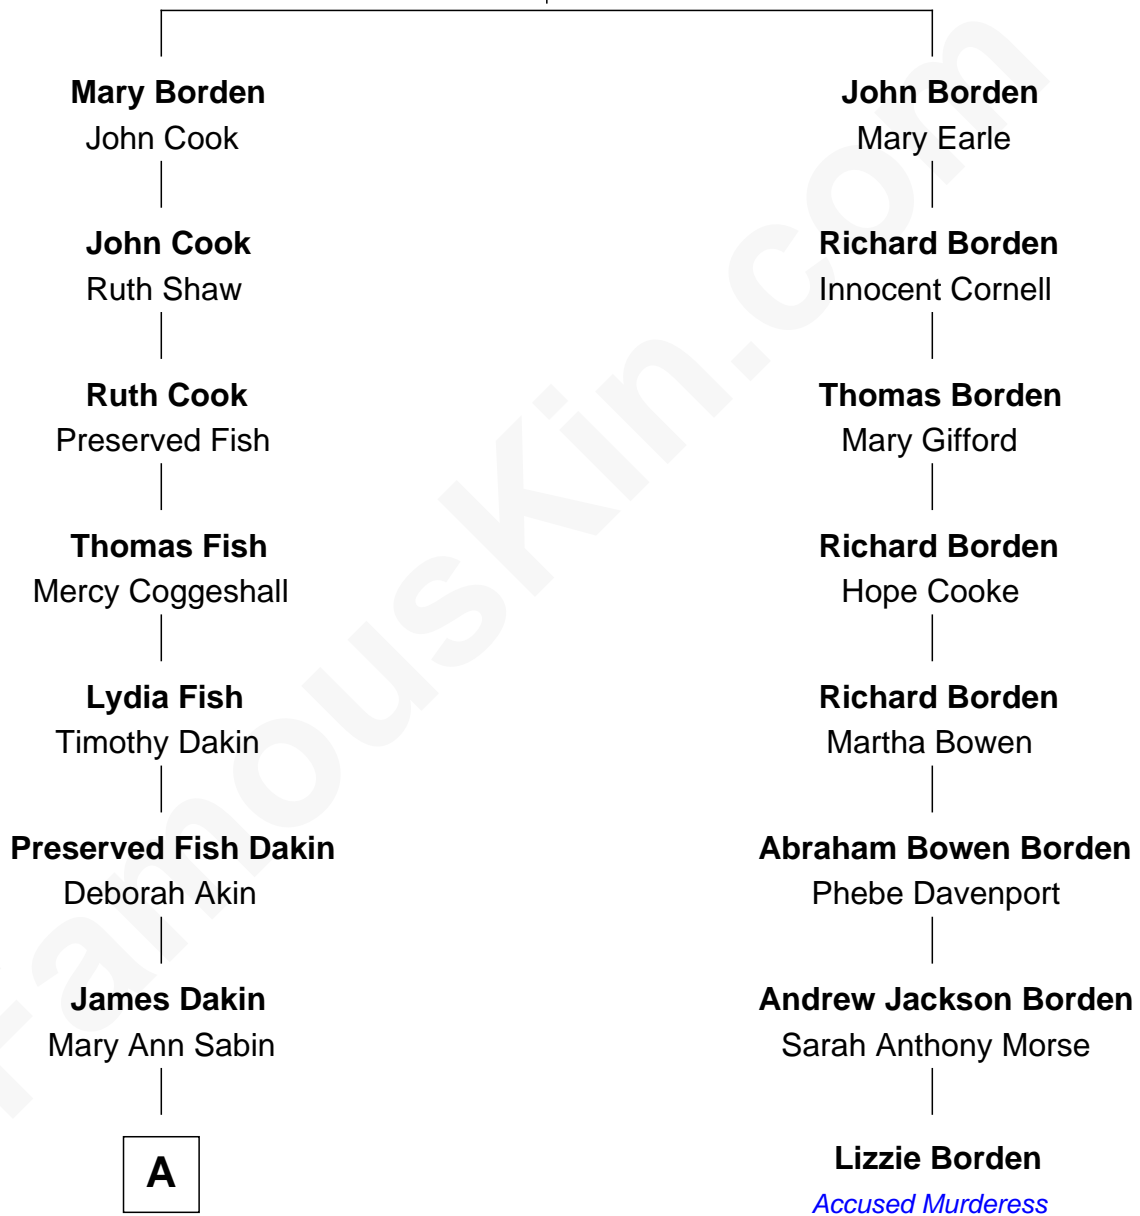 Mary Borden
John Cook
John Borden
Mary Earle
John Cook
Ruth Shaw
Richard Borden
Innocent Cornell
Ruth Cook
Preserved Fish
Thomas Borden
Mary Gifford
Thomas Fish
Mercy Coggeshall
Richard Borden
Hope Cooke
Lydia Fish
Timothy Dakin
Richard Borden
Martha Bowen
Preserved Fish Dakin
Deborah Akin
Abraham Bowen Borden
Phebe Davenport
James Dakin
Mary Ann Sabin
Andrew Jackson Borden
Sarah Anthony Morse
A
Lizzie Borden
Accused Murderess
FamousKin.com